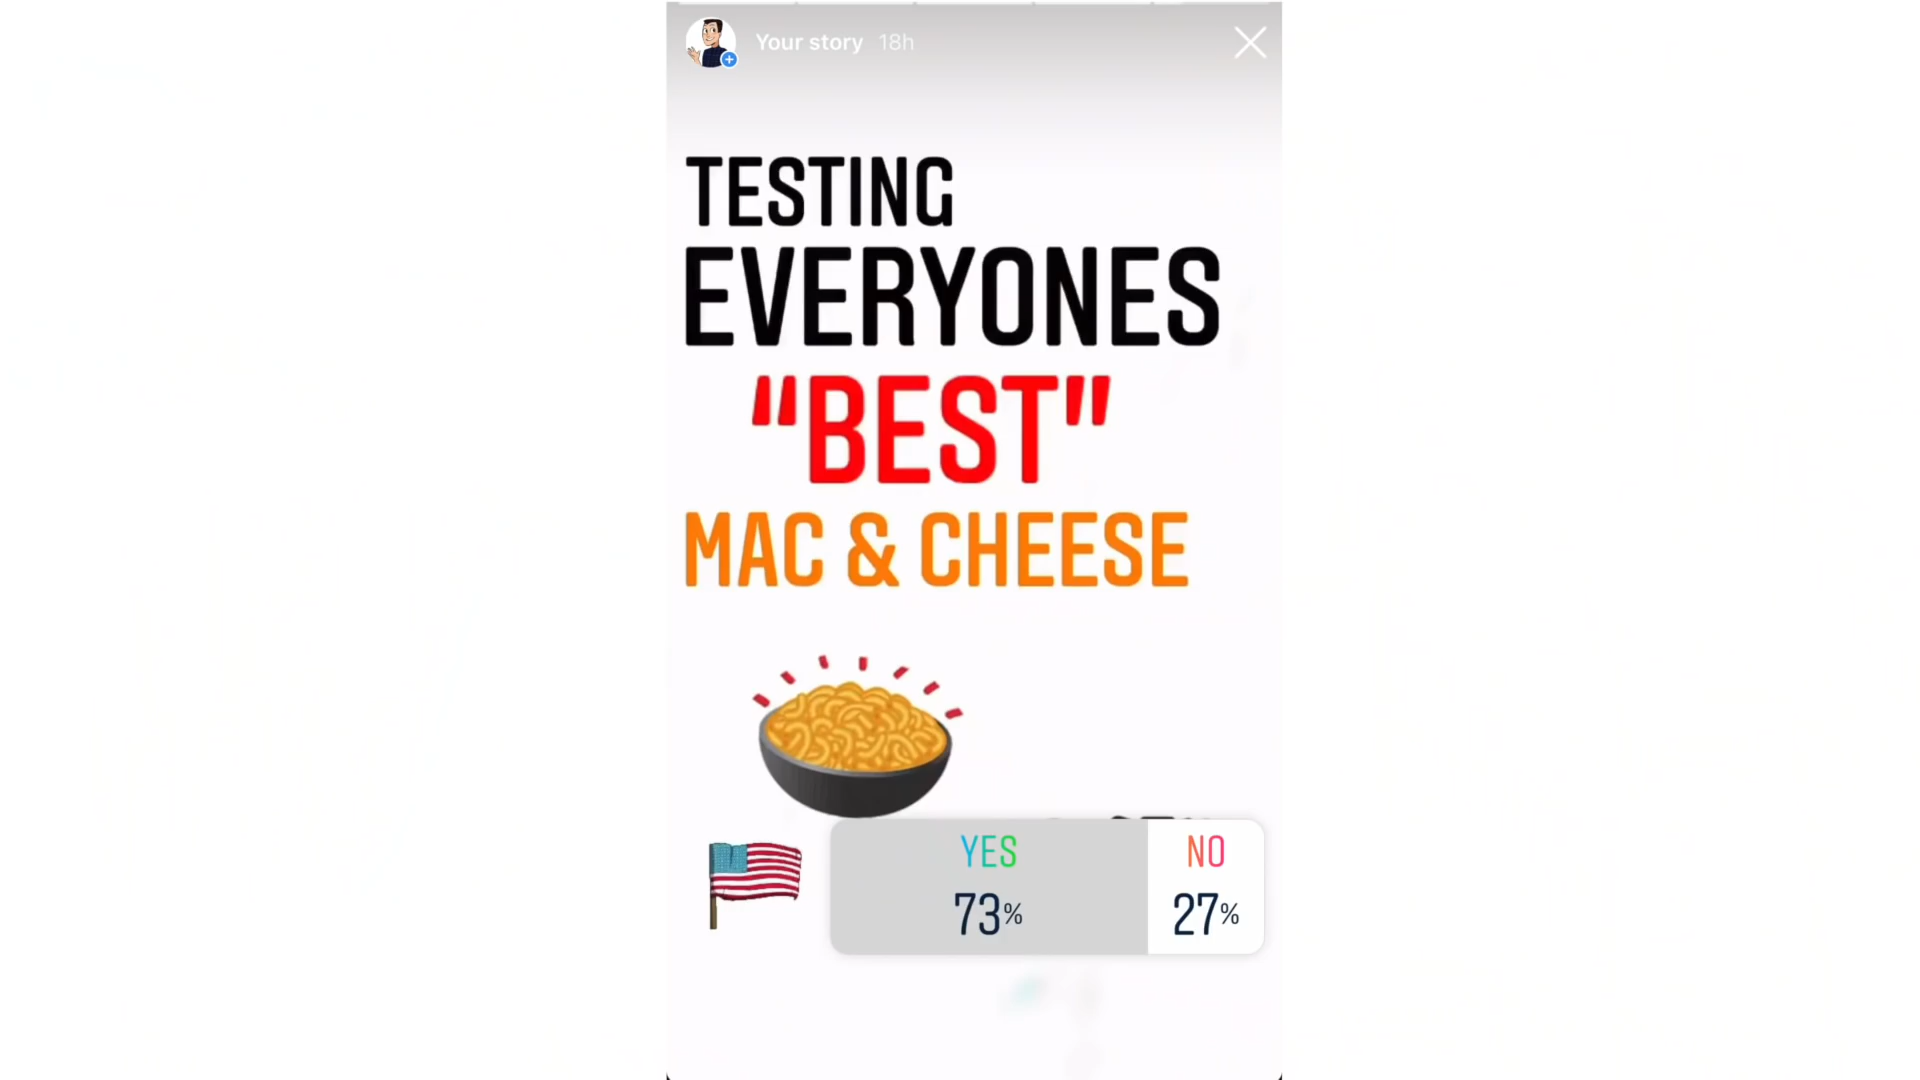 Your story 18h
TESTING
EVERYONES
“BEST”
MAC & CHEESE
YES NO
73% 27%